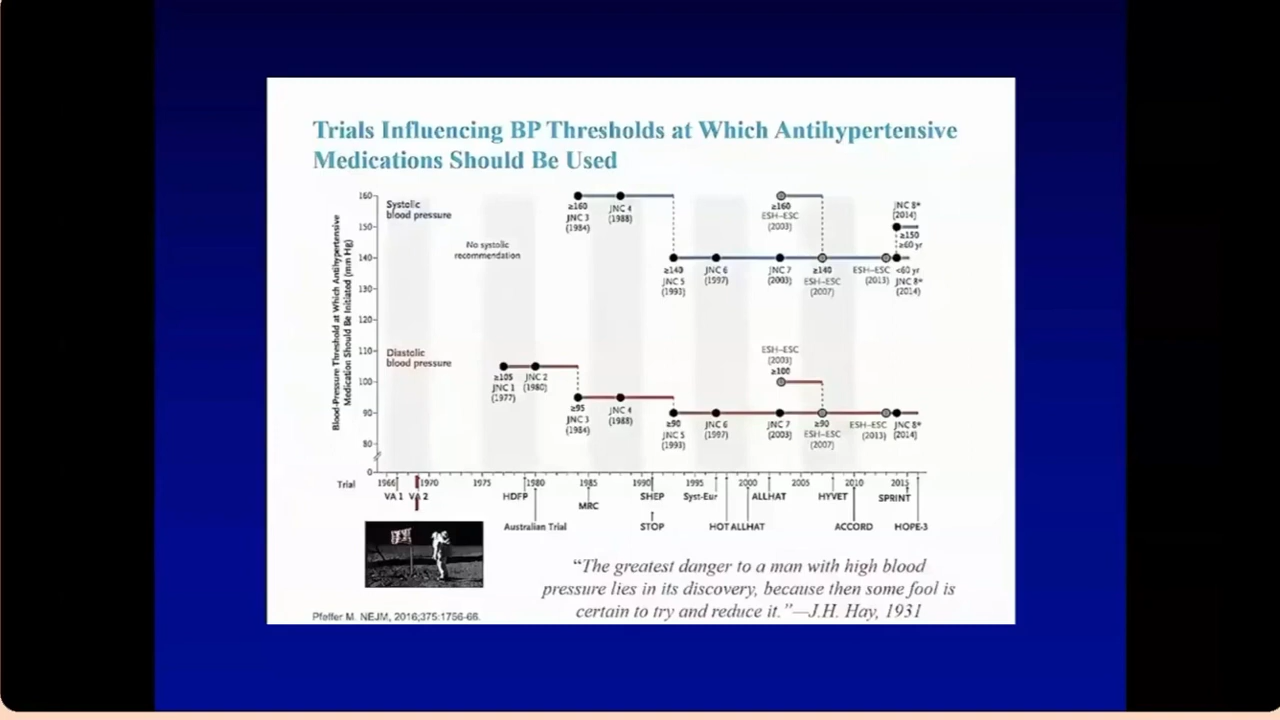 Trials Influencing BP Thresholds at Which Antihypertensive
Medications Should Be Used
Blood-Pressure Threshold at Which Antihypertensive
Medication Should Be Initiated (mm Hg)
160
150
140
130
120
110
100
90
80
0
Systolic
blood pressure
No systolic
recommendation
≥160
JNC 3
(1984)
JNC 4
(1988)
≥140
JNC 5
(1993)
JNC 6
(1997)
JNC 7
(2003)
≥160
ESH–ESC
(2003)
≥140
ESH–ESC
(2007)
ESH–ESC
(2013)
JNC 8*
(2014)
≥150
≥60 yr
<60 yr
JNC 8*
(2014)
Diastolic
blood pressure
≥105
JNC 1
(1977)
JNC 2
(1980)
≥95
JNC 3
(1984)
JNC 4
(1988)
≥90
JNC 5
(1993)
JNC 6
(1997)
JNC 7
(2003)
ESH–ESC
(2003)
≥100
≥90
ESH–ESC
(2007)
ESH–ESC
(2013)
JNC 8*
(2014)
Trial
1966 1970 1975 1980 1985 1990 1995 2000 2005 2010 2015
VA 1 VA 2 HDFP MRC SHEP Syst-Eur ALLHAT HYVET SPRINT
Australian Trial STOP HOT ALLHAT ACCORD HOPE-3
“The greatest danger to a man with high blood
pressure lies in its discovery, because then some fool is
certain to try and reduce it.”—J.H. Hay, 1931
Pfeffer M. NEJM, 2016;375:1756-66.